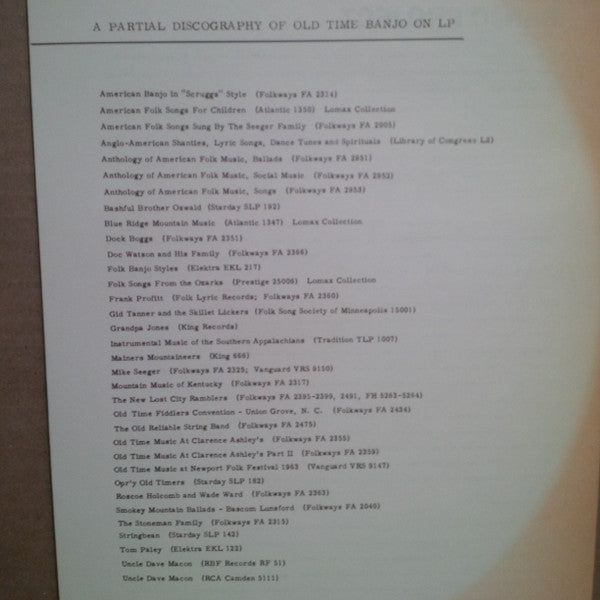 A PARTIAL DISCOGRAPHY OF OLD TIME BANJO ON LP
American Banjo in "Scruggs" Style (Folkways FA 2314)
American Folk Songs For Children (Atlantic 1350) Lomax Collection
American Folk Songs Sung By The Seeger Family (Folkways FA 2005)
Anglo-American Shanties, Lyric Songs, Dance Tunes and Spirituals (Library of Congress L2)
Anthology of American Folk Music, Ballads (Folkways FA 2951)
Anthology of American Folk Music, Social Music (Folkways FA 2952)
Anthology of American Folk Music, Songs (Folkways FA 2953)
Bashful Brother Oswald (Starday SLP 192)
Blue Ridge Mountain Music (Atlantic 1347) Lomax Collection
Dock Boggs (Folkways FA 2351)
Doc Watson and His Family (Folkways FA 2366)
Folk Banjo Styles (Elektra EKL 217)
Folk Songs From the Ozarks (Prestige 25006) Lomax Collection
Frank Proffitt (Folk Lyric Records; Folkways FA 2360)
Gid Tanner and the Skillet Lickers (Folk Song Society of Minneapolis 15001)
Grandpa Jones (King Records)
Instrumental Music of the Southern Appalachians (Tradition TLP 1007)
Mainers Mountaineers (King 666)
Mike Seeger (Folkways FA 2325; Vanguard VRS 9150)
Mountain Music of Kentucky (Folkways FA 2317)
The New Lost City Ramblers (Folkways FA 2395-2399, 2491, FH 5263-5264)
Old Time Fiddlers Convention - Union Grove, N. C. (Folkways FA 2434)
The Old Reliable String Band (Folkways FA 2475)
Old Time Music At Clarence Ashley's (Folkways FA 2355)
Old Time Music At Clarence Ashley's Part II (Folkways FA 2359)
Old Time Music at Newport Folk Festival 1963 (Vanguard VRS 9147)
Opr'y Old Timers (Starday SLP 182)
Roscoe Holcomb and Wade Ward (Folkways FA 2363)
Smokey Mountain Ballads - Bascom Lunsford (Folkways FA 2040)
The Stoneman Family (Folkways FA 2315)
Stringbean (Starday SLP 142)
Tom Paley (Elektra EKL 122)
Uncle Dave Macon (RBF Records RF 51)
Uncle Dave Macon (RCA Camden 5111)